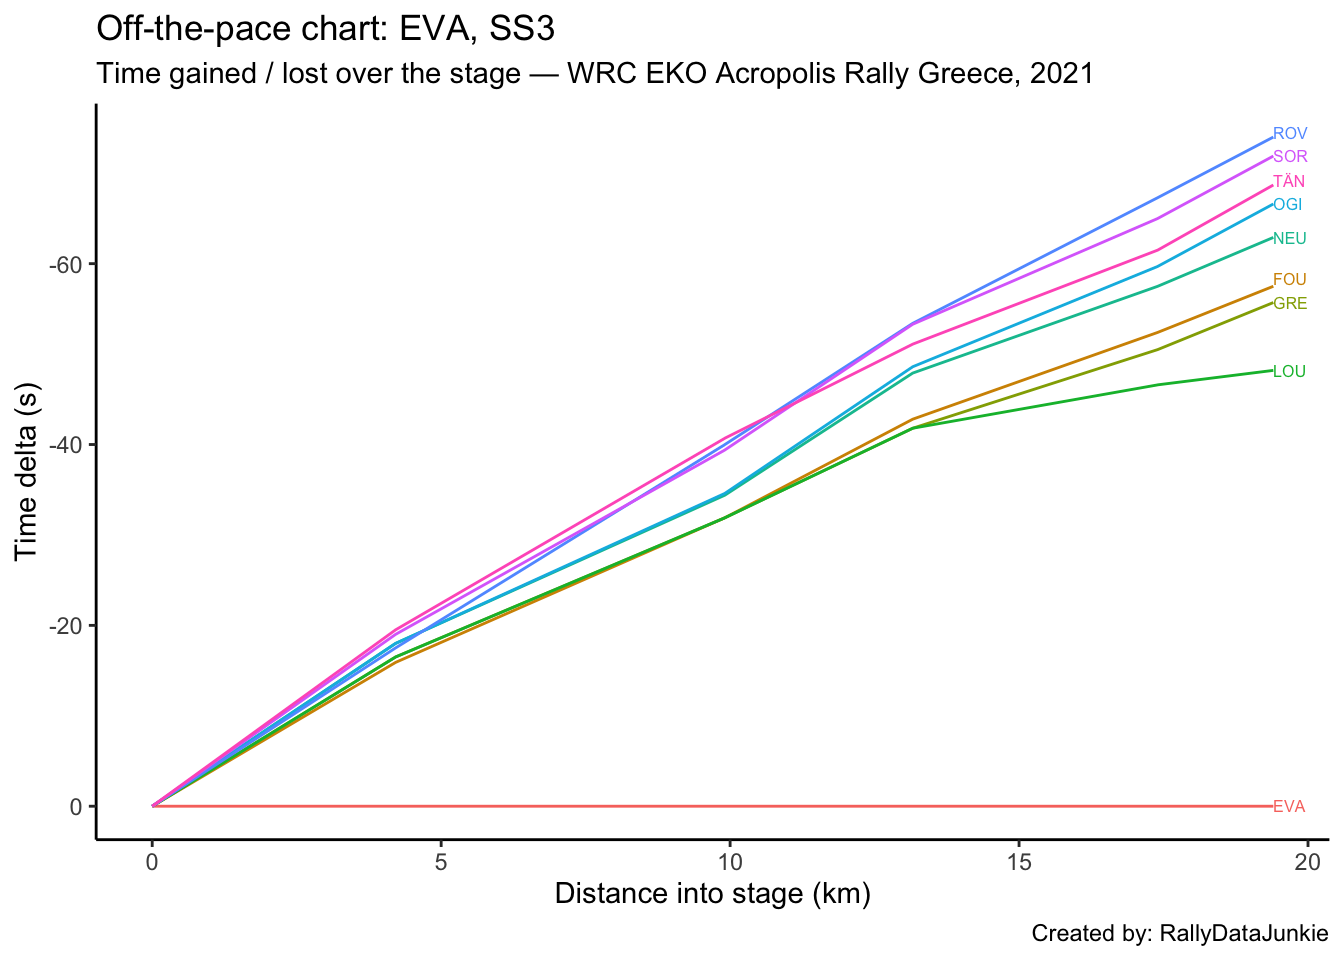 Off-the-pace chart: EVA, SS3
Time gained / lost over the stage — WRC EKO Acropolis Rally Greece, 2021
Time delta (s)
-60
-40
-20
0
ROV
SOR
TÄN
OGI
NEU
FOU
GRE
LOU
EVA
0 5 10 15 20
Distance into stage (km)
Created by: RallyDataJunkie